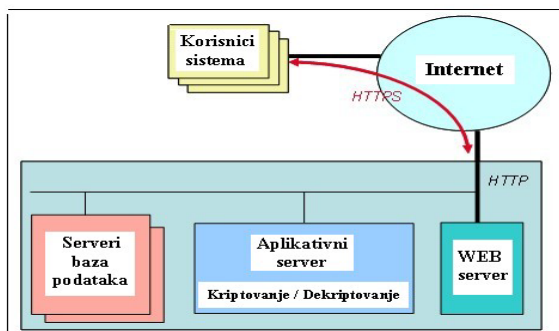 Korisnici
sistema
Internet
HTTPS
HTTP
Serveri
baza
podataka
Aplikativni
server
Kriptovanje / Dekriptovanje
WEB
server